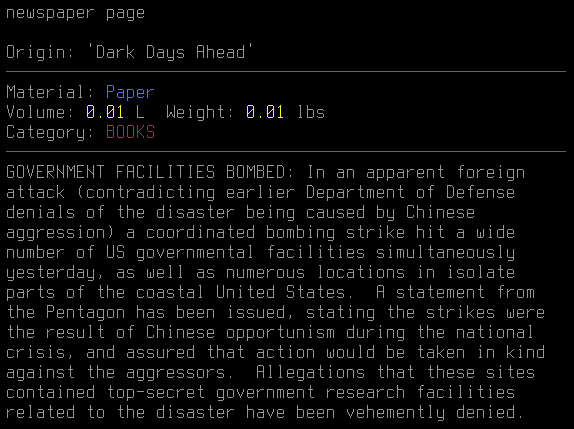 newspaper page
Origin: 'Dark Days Ahead'
Material: Paper
Volume: 0.01 L  Weight: 0.01 lbs
Category: BOOKS
GOVERNMENT FACILITIES BOMBED: In an apparent foreign
attack (contradicting earlier Department of Defense
denials of the disaster being caused by Chinese
aggression) a coordinated bombing strike hit a wide
number of US governmental facilities simultaneously
yesterday, as well as numerous locations in isolate
parts of the coastal United States.  A statement from
the Pentagon has been issued, stating the strikes were
the result of Chinese opportunism during the national
crisis, and assured that action would be taken in kind
against the aggressors.  Allegations that these sites
contained top-secret government research facilities
related to the disaster have been vehemently denied.